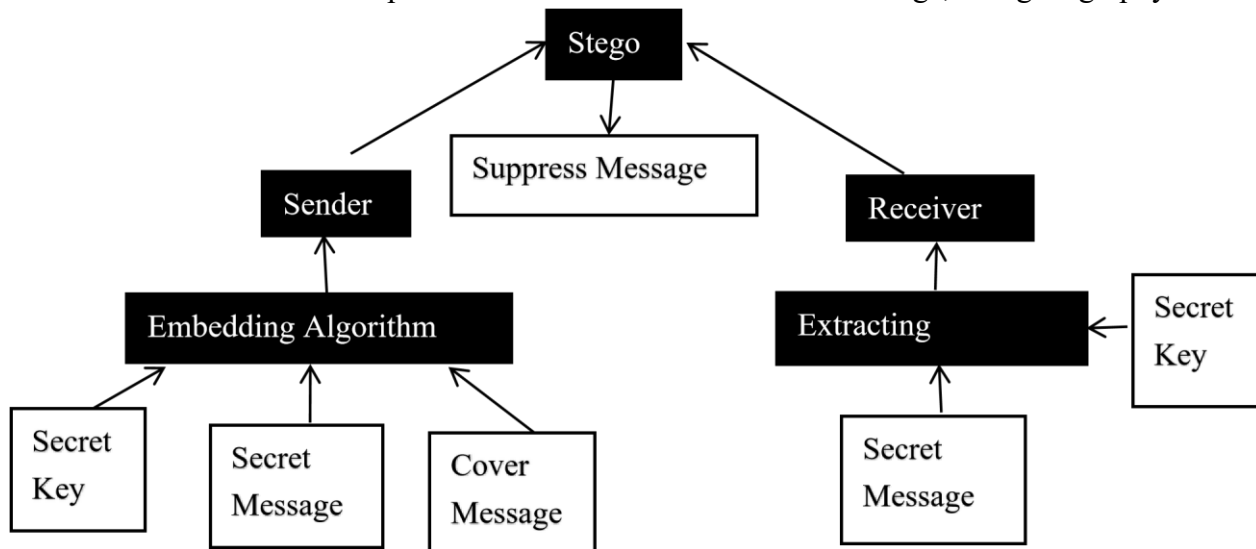 Stego
Suppress Message
Sender
Receiver
Embedding Algorithm
Extracting
Secret
Key
Secret
Key
Secret
Message
Cover
Message
Secret
Message